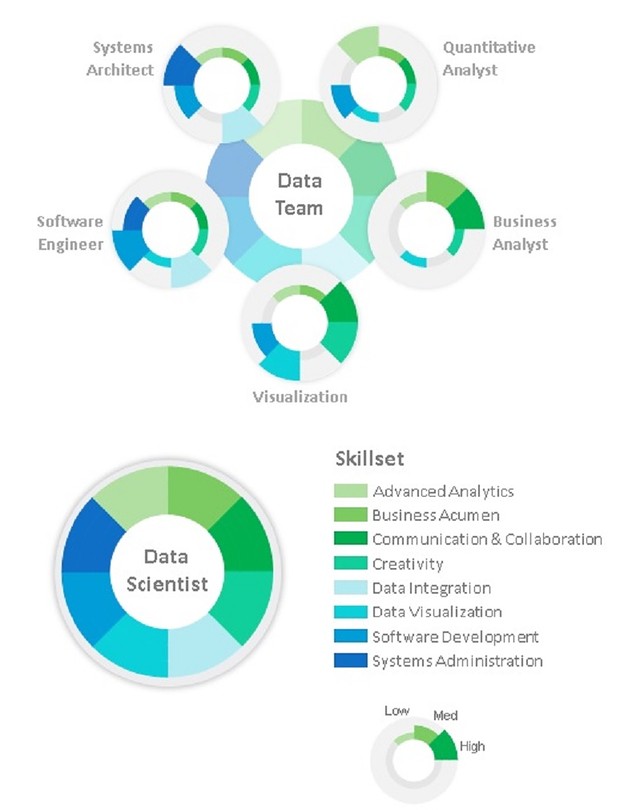 Systems
Architect
Quantitative
Analyst
Data
Team
Software
Engineer
Business
Analyst
Visualization
Skillset
Advanced Analytics
Business Acumen
Communication & Collaboration
Creativity
Data Integration
Data Visualization
Software Development
Systems Administration
Data
Scientist
Low
Med
High